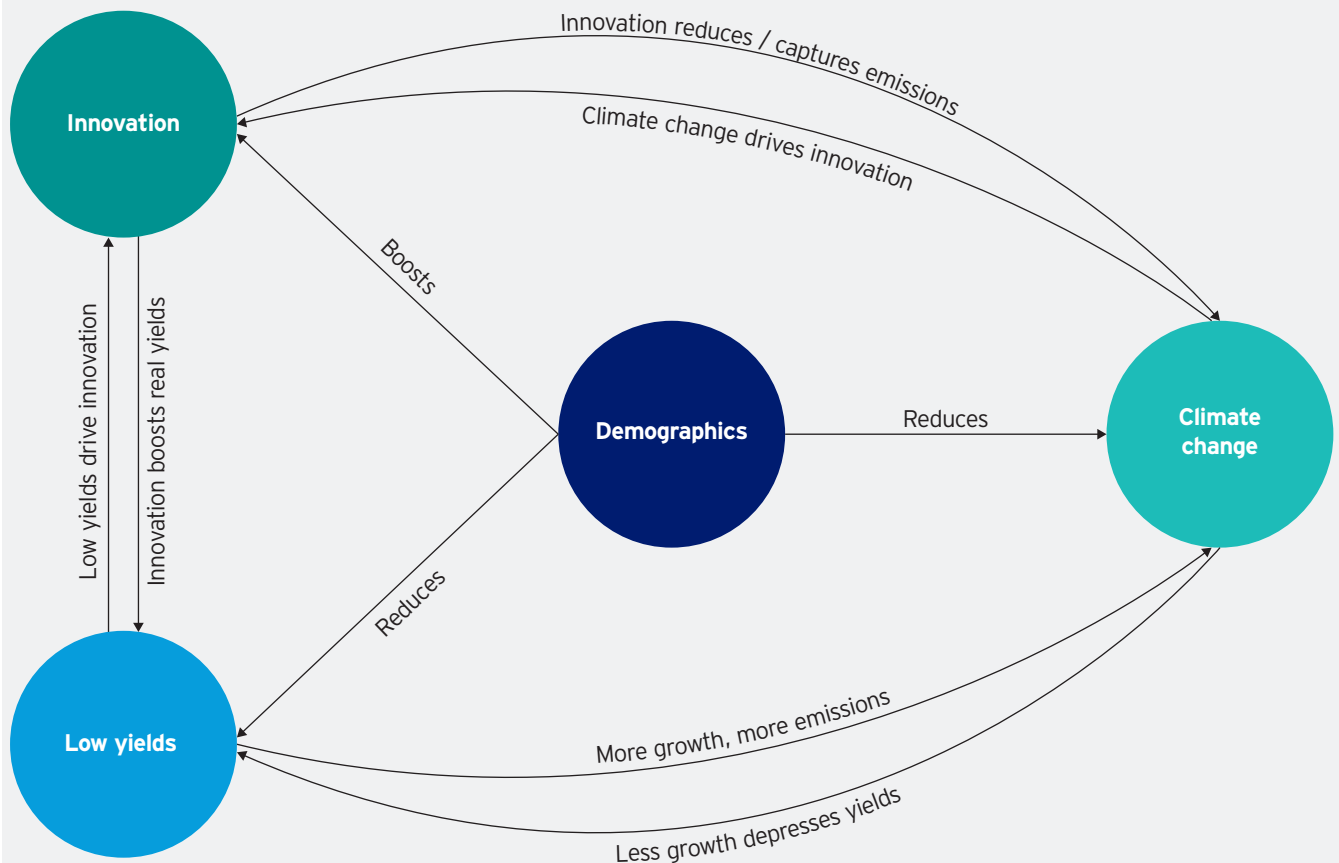 Innovation reduces / captures emissions
Innovation
Climate change drives innovation
Boosts
Low yields drive innovation
Innovation boosts real yields
Demographics
Reduces
Climate
change
Reduces
Low yields
More growth, more emissions
Less growth depresses yields